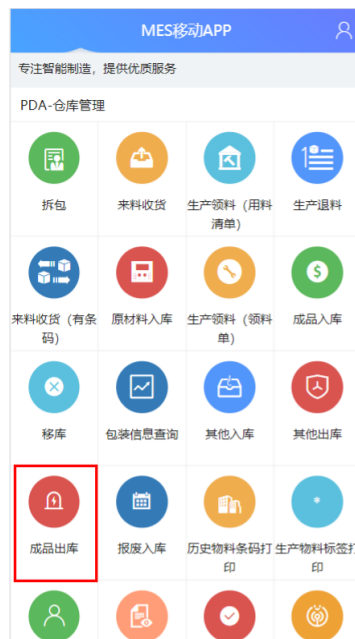 MES移动APP
专注智能制造，提供优质服务
PDA-仓库管理
拆包
来料收货
生产领料（用料
清单）
生产退料
来料收货（有条
码）
原材料入库
生产领料（领料
单）
成品入库
移库
包装信息查询
其他入库
其他出库
成品出库
报废入库
历史物料条码打
印
生产物料标签打
印